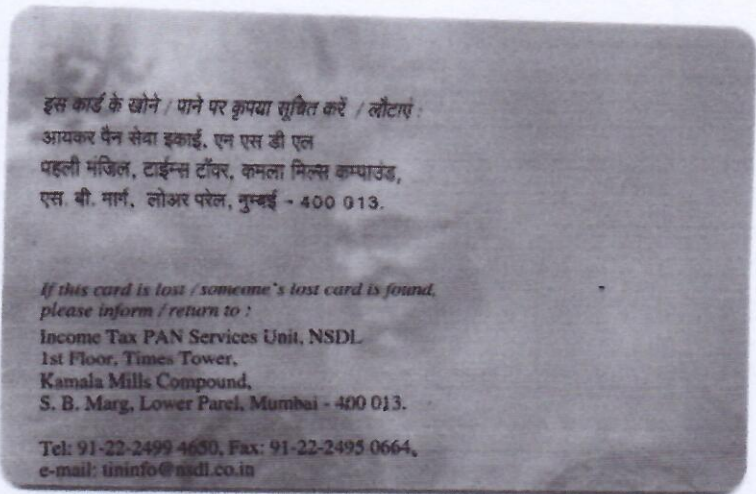 इस कार्ड के खोने / पाने पर कृपया सूचित करें / लौटाएं :
आयकर पैन सेवा इकाई, एन एस डी एल
पहली मंजिल, टाईम्स टॉवर, कमला मिल्स कम्पाउंड,
एस. बी. मार्ग, लोअर परेल, मुम्बई - 400 013.
If this card is lost / someone's lost card is found,
please inform / return to :
Income Tax PAN Services Unit, NSDL
1st Floor, Times Tower,
Kamala Mills Compound,
S. B. Marg, Lower Parel, Mumbai - 400 013.
Tel: 91-22-2499 4650, Fax: 91-22-2495 0664,
e-mail: tininfo@nsdl.co.in